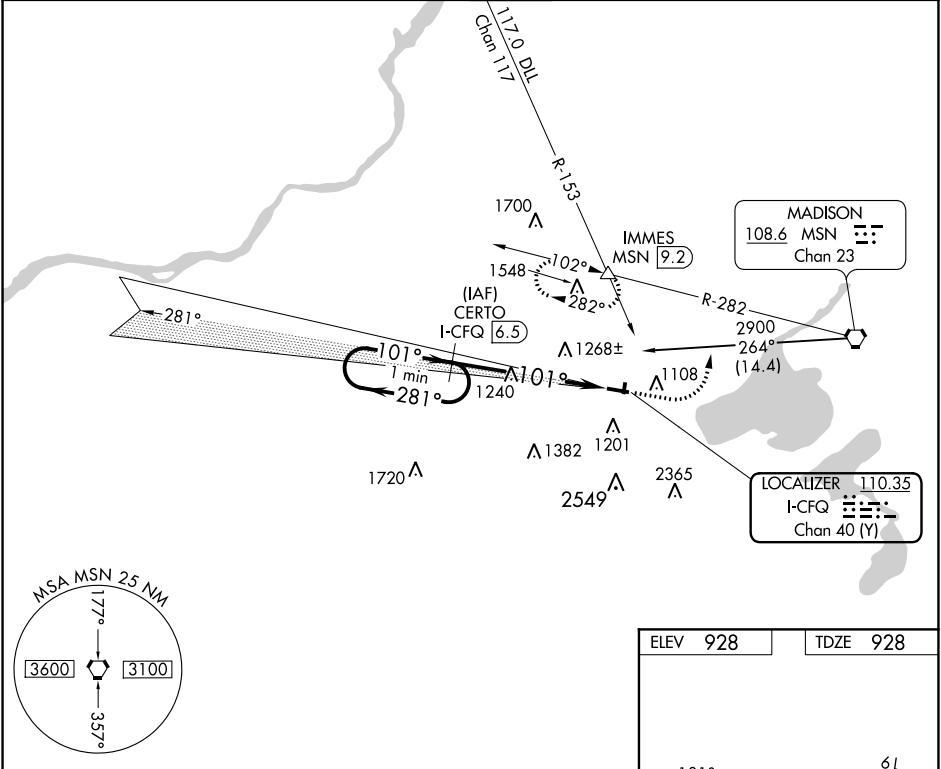 117.0 DLL
Chan 117
R-153
1700
IMMES
MSN 9.2
102°
1548
282°
MADISON
108.6 MSN
Chan 23
R-282
2900
264°
(14.4)
(IAF)
CERTO
I-CFQ 6.5
281°
101°
1 min
281°
1268±
101°
1240
1108
1201
1382
1720
2549
2365
LOCALIZER 110.35
I-CFQ
Chan 40 (Y)
MSA MSN 25 NM
177°
3600
3100
357°
ELEV 928
TDZE 928